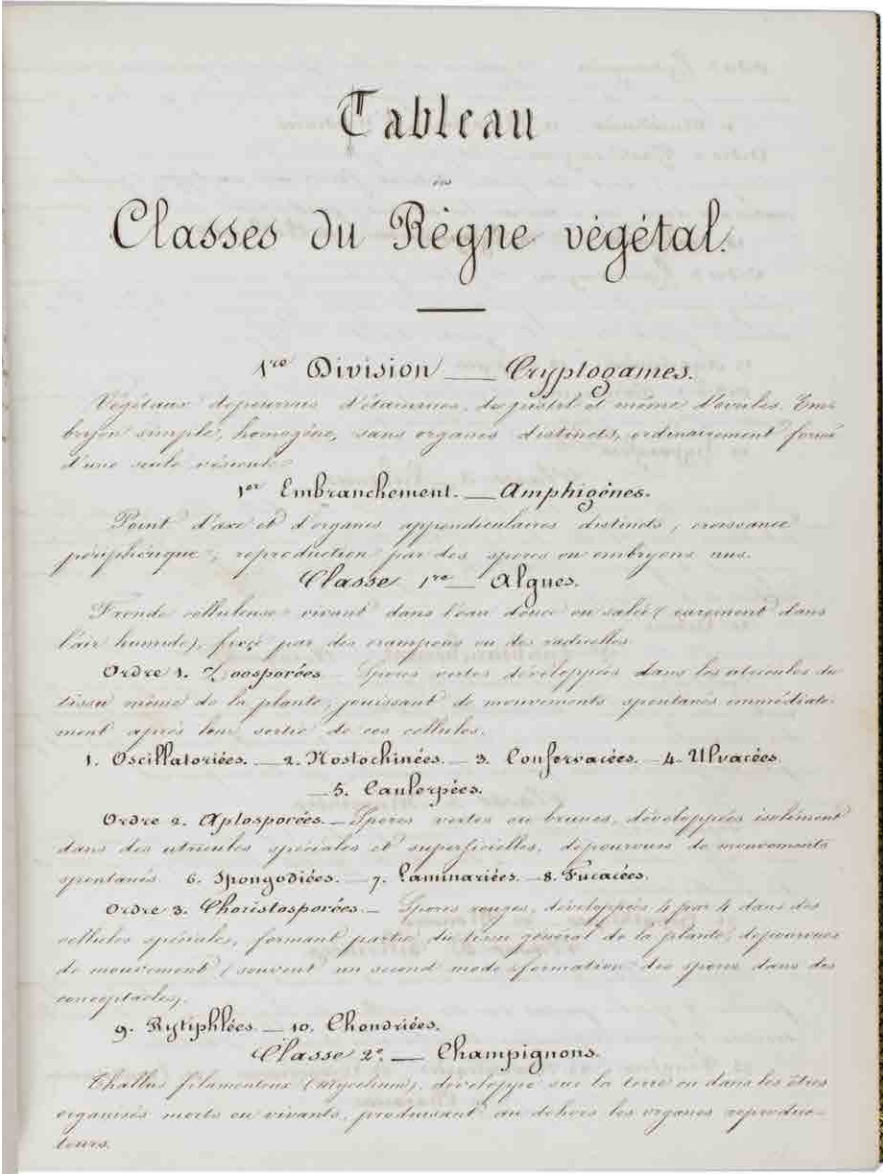 Tableau
des
Classes du Règne végétal.
1re Division — Cryptogames.
Végétaux dépourvus d'étamines, de pistil et même d'ovules. Em-
bryon simple, homogène, sans organes distincts, ordinairement formé
d'une seule vésicule.
1er Embranchement. — Amphigènes.
Point d'axe et d'organes appendiculaires distincts ; croissance
périphérique ; reproduction par des spores ou embryons nus.
Classe 1re — Algues.
Fronde celluleuse vivant dans l'eau douce ou salée (rarement dans
l'air humide), fixée par des crampons ou des radicelles.
Ordre 1. Zoosporées — Spores vertes développées dans les utricules du
tissu même de la plante, jouissant de mouvements spontanés immédiate-
ment après leur sortie de ces cellules.
1. Oscillatoriées. — 2. Nostochinées. — 3. Confervacées. — 4. Ulvacées.
— 5. Caulerpées.
Ordre 2. Aplosporées. — Spores vertes ou brunes, développées isolément
dans des utricules spéciales et superficielles, dépourvues de mouvements
spontanés. 6. Spongodiées. — 7. Laminariées. — 8. Fucacées.
Ordre 3. Choristosporées. — Spores rouges, développées 4 par 4 dans des
cellules spéciales, formant partie du tissu général de la plante, dépourvues
de mouvement (souvent un second mode formation des spores dans des
conceptacles).
9. Rytiphlées. — 10. Chondriées.
Classe 2e. — Champignons.
Thallus filamenteux (mycelium), développé sur la terre ou dans les êtres
organisés morts ou vivants, produisant au dehors les organes reproduc-
teurs.